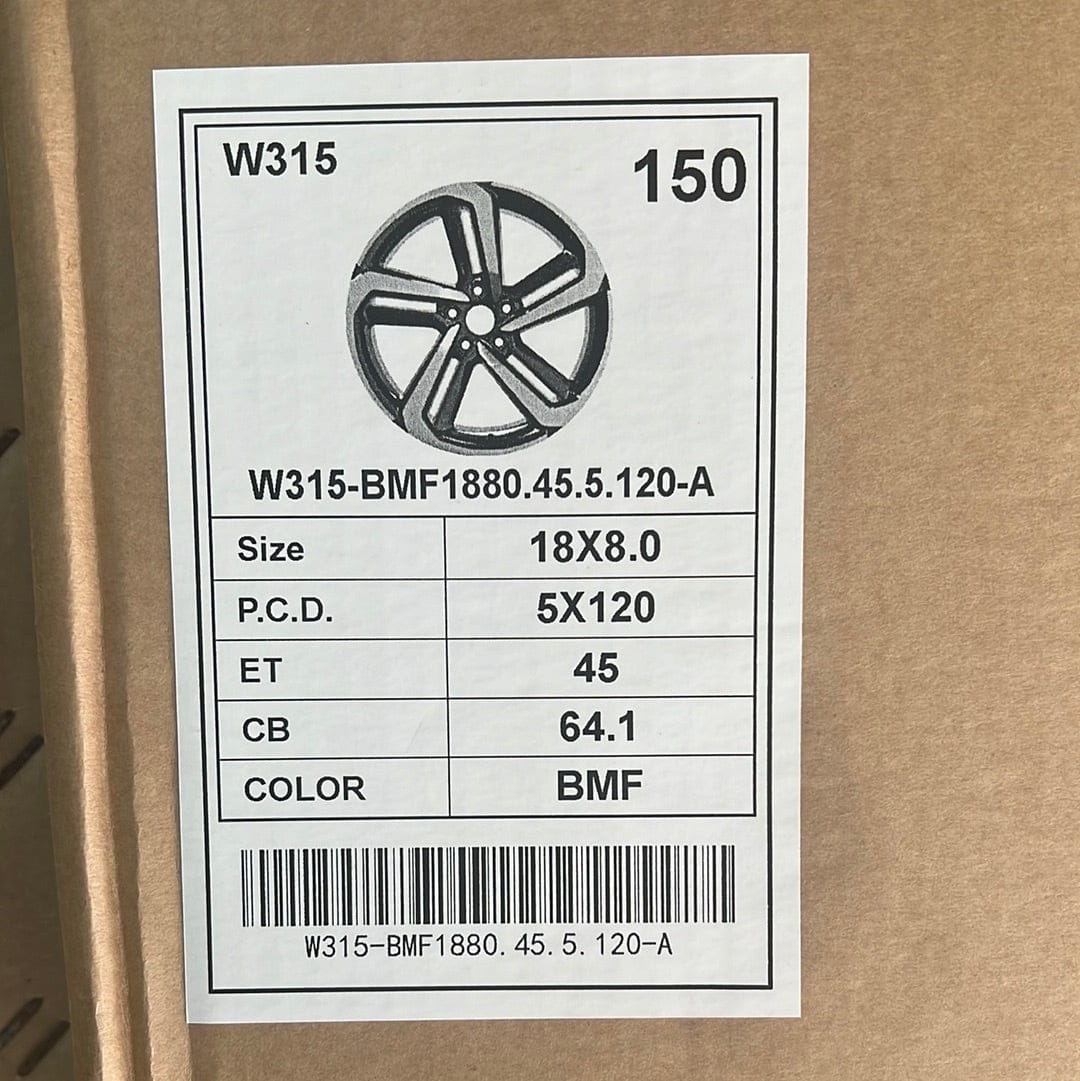 W315
150
W315-BMF1880.45.5.120-A
Size 18X8.0
P.C.D. 5X120
ET 45
CB 64.1
COLOR BMF
W315-BMF1880.45.5.120-A